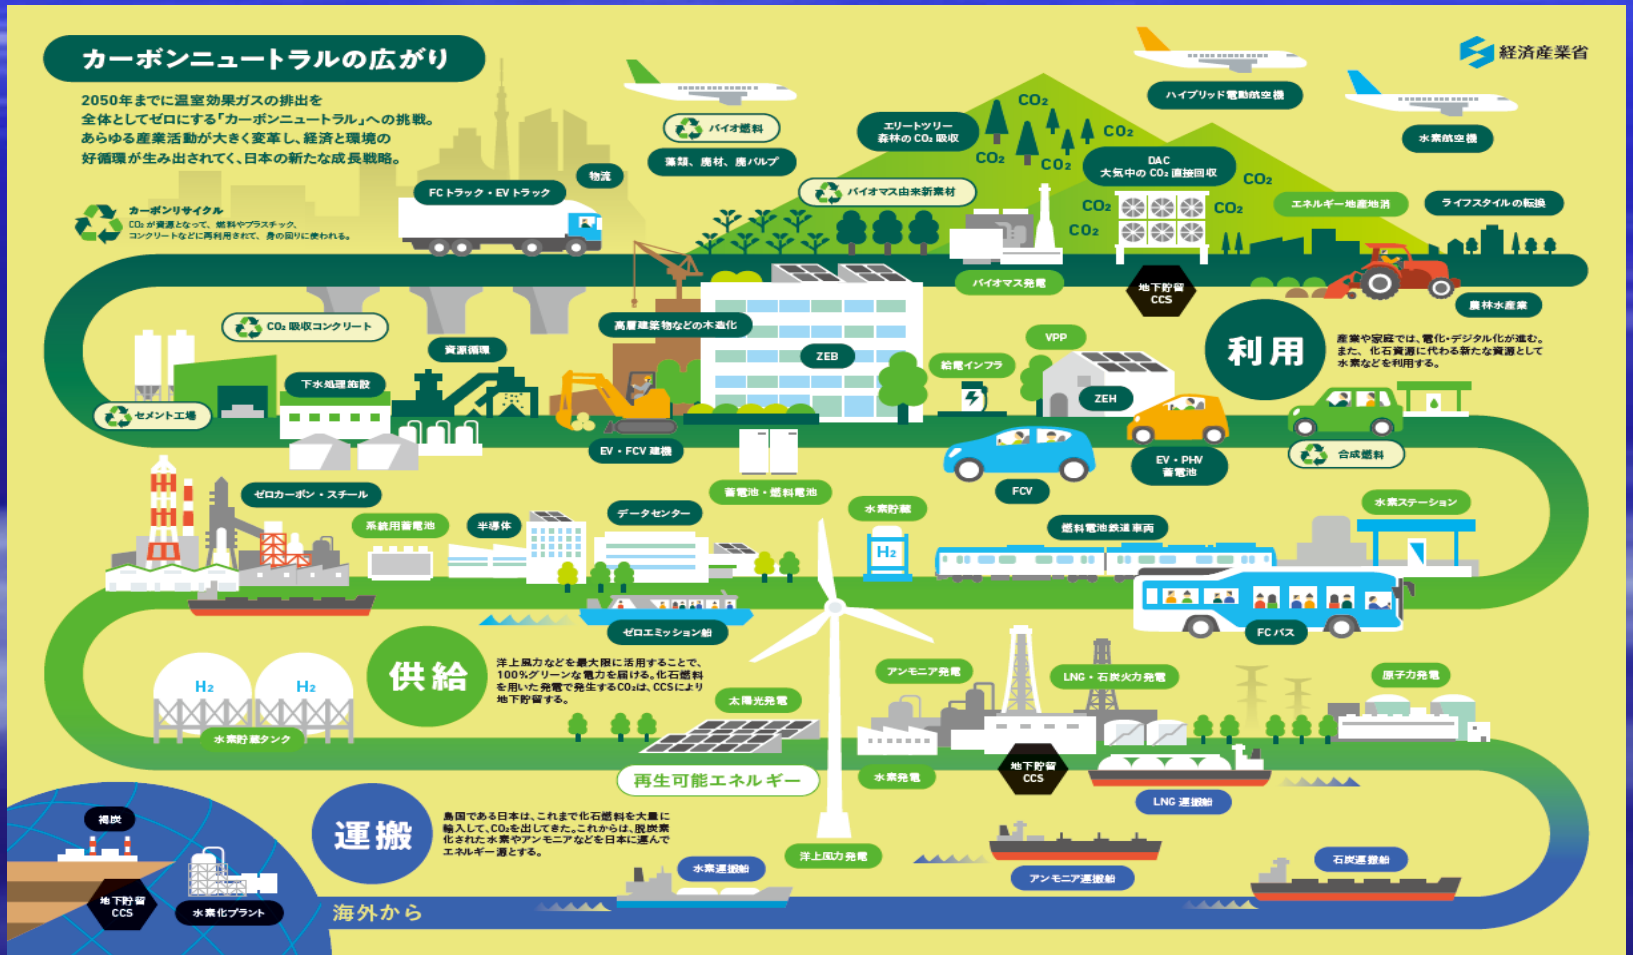 カーボンニュートラルの広がり
経済産業省
2050年までに温室効果ガスの排出を
全体としてゼロにする「カーボンニュートラル」への挑戦。
あらゆる産業活動が大きく変革し、経済と環境の
好循環が生み出されてく、日本の新たな成長戦略。
カーボンリサイクル
CO₂が資源となって、燃料やプラスチック、
コンクリートなどに再利用されて、身の回りに使われる。
FCトラック・EVトラック
物流
バイオ燃料
藻類、廃材、廃パルプ
エリートツリー
森林のCO₂吸収
バイオマス由来新素材
CO₂
CO₂
CO₂
CO₂
DAC
大気中のCO₂直接回収
CO₂
CO₂
CO₂
CO₂
ハイブリッド電動航空機
水素航空機
エネルギー地産地消
ライフスタイルの転換
バイオマス発電
地下貯留
CCS
農林水産業
利用
産業や家庭では、電化・デジタル化が進む。
また、化石資源に代わる新たな資源として
水素などを利用する。
CO₂吸収コンクリート
資源循環
高層建築物などの木造化
ZEB
給電インフラ
VPP
ZEH
下水処理施設
セメント工場
EV・FCV建機
蓄電池・燃料電池
FCV
EV・PHV
蓄電池
合成燃料
ゼロカーボン・スチール
系統用蓄電池
半導体
データセンター
水素貯蔵
H₂
燃料電池鉄道車両
水素ステーション
ゼロエミッション船
FCバス
供給
洋上風力などを最大限に活用することで、
100%グリーンな電力を届ける。化石燃料
を用いた発電で発生するCO₂は、CCSにより
地下貯留する。
H₂
H₂
水素貯蔵タンク
太陽光発電
アンモニア発電
LNG・石炭火力発電
原子力発電
再生可能エネルギー
水素発電
地下貯留
CCS
LNG運搬船
運搬
島国である日本は、これまで化石燃料を大量に
輸入して、CO₂を出してきた。これからは、脱炭素
化された水素やアンモニアなどを日本に運んで
エネルギー源とする。
褐炭
地下貯留
CCS
水素化プラント
海外から
水素運搬船
洋上風力発電
アンモニア運搬船
石炭運搬船